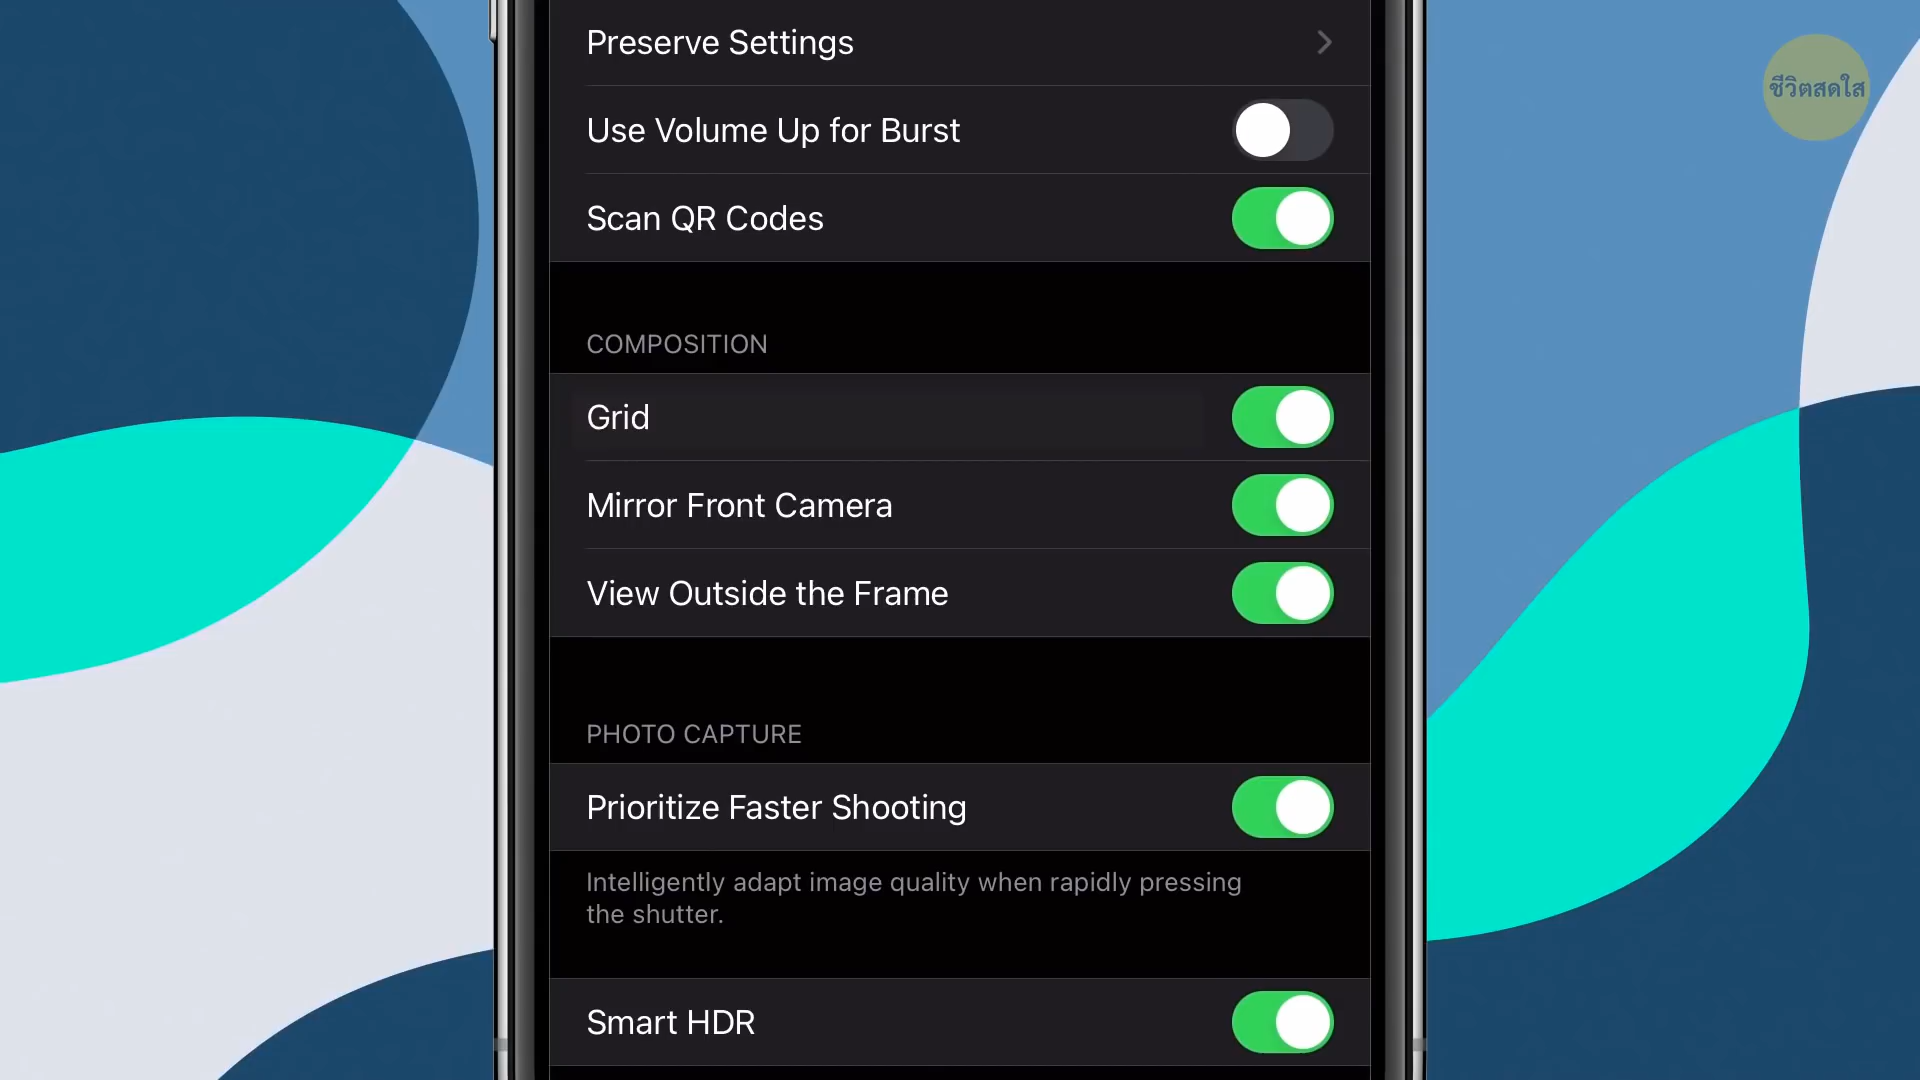 Preserve Settings
ชีวิตสดใส
Use Volume Up for Burst
Scan QR Codes
COMPOSITION
Grid
Mirror Front Camera
View Outside the Frame
PHOTO CAPTURE
Prioritize Faster Shooting
Intelligently adapt image quality when rapidly pressing
the shutter.
Smart HDR